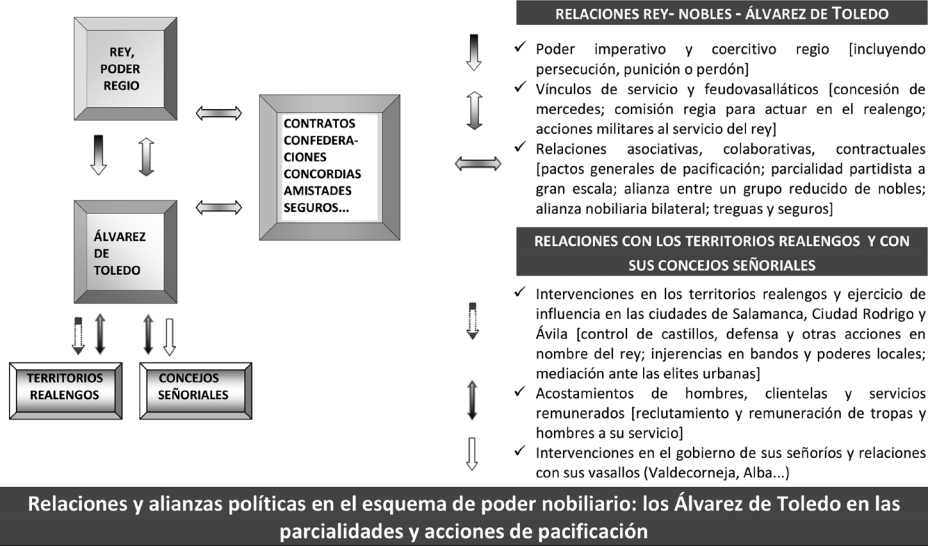 REY,
PODER
REGIO
CONTRATOS
CONFEDERA-
CIONES
CONCORDIAS
AMISTADES
SEGUROS...
ÁLVAREZ
DE
TOLEDO
TERRITORIOS
REALENGOS
CONCEJOS
SEÑORIALES
RELACIONES REY- NOBLES - ÁLVAREZ DE TOLEDO
✓ Poder imperativo y coercitivo regio [incluyendo
persecución, punición o perdón]
✓ Vínculos de servicio y feudovasalláticos [concesión de
mercedes; comisión regia para actuar en el realengo;
acciones militares al servicio del rey]
✓ Relaciones asociativas, colaborativas, contractuales
[pactos generales de pacificación; parcialidad partidista a
gran escala; alianza entre un grupo reducido de nobles;
alianza nobiliaria bilateral; treguas y seguros]
RELACIONES CON LOS TERRITORIOS REALENGOS Y CON
SUS CONCEJOS SEÑORIALES
✓ Intervenciones en los territorios realengos y ejercicio de
influencia en las ciudades de Salamanca, Ciudad Rodrigo y
Ávila [control de castillos, defensa y otras acciones en
nombre del rey; injerencias en bandos y poderes locales;
mediación ante las elites urbanas]
✓ Acostamientos de hombres, clientelas y servicios
remunerados [reclutamiento y remuneración de tropas y
hombres a su servicio]
✓ Intervenciones en el gobierno de sus señoríos y relaciones
con sus vasallos (Valdecorneja, Alba...)
Relaciones y alianzas políticas en el esquema de poder nobiliario: los Álvarez de Toledo en las
parcialidades y acciones de pacificación